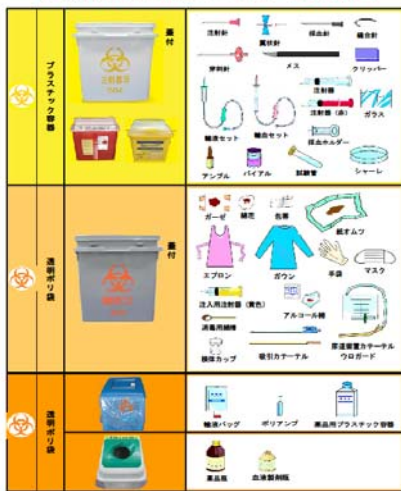 プラスチック容器
蓋付
注射針
翼状針
採血針
縫合針
穿刺針
メス
クリッパー
輸液セット
輸血セット
注射器
注射器(赤)
ガラス
採血ホルダー
アンプル
バイアル
試験管
シャーレ
透明ポリ袋
蓋付
ガーゼ
綿花
包帯
紙オムツ
エプロン
ガウン
手袋
マスク
注入用注射器(黄色)
アルコール綿
消毒用綿棒
検体カップ
吸引カテーテル
尿道留置カテーテル
ウロガード
透明ポリ袋
輸液バッグ
ポリアンプ
薬品用プラスチック容器
薬品瓶
血液製剤瓶